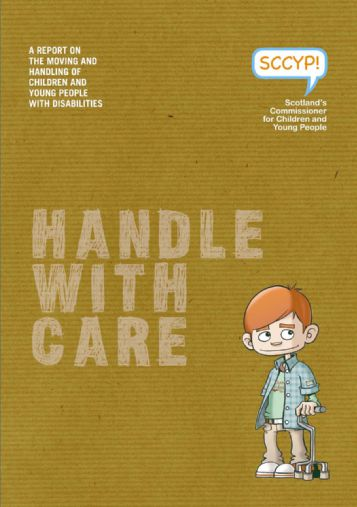 A REPORT ON
THE MOVING AND
HANDLING OF
CHILDREN AND
YOUNG PEOPLE
WITH DISABILITIES
SCCYP!
Scotland's
Commissioner
for Children and
Young People
HANDLE
WITH
CARE